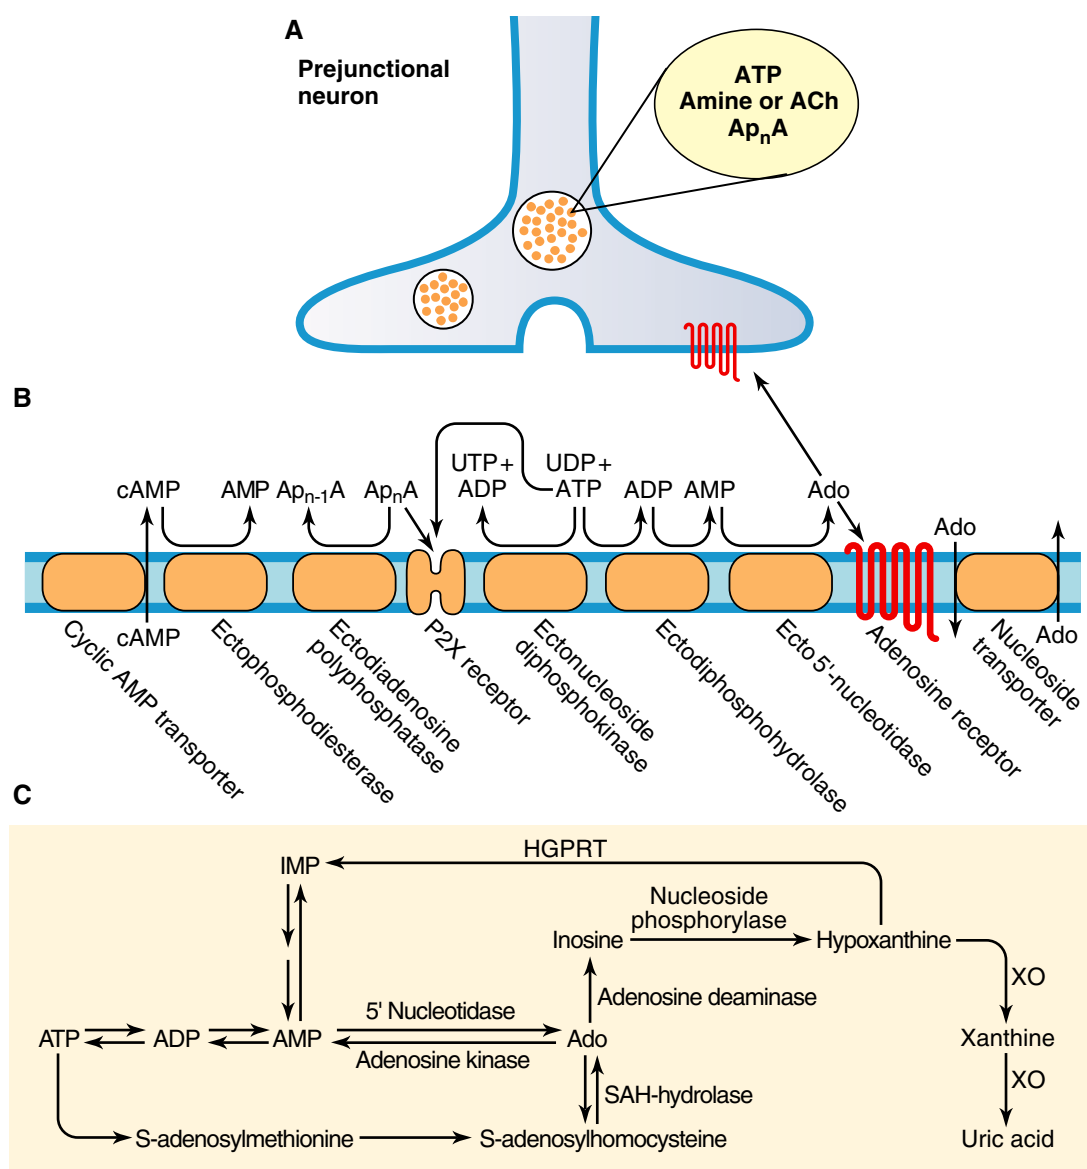 A
Prejunctional
neuron
ATP
Amine or ACh
ApnA
B
UTP+
ADP
UDP+
ATP
cAMP
AMP
Apn-1A
ApnA
ADP
AMP
Ado
Ado
cAMP
Ado
Cyclic AMP transporter
Ectophosphodiesterase
Ectodiadenosine
polyphosphatase
P2X receptor
Ectonucleoside
diphosphokinase
Ectodiphosphohydrolase
Ecto 5'-nucleotidase
Adenosine receptor
Nucleoside
transporter
C
HGPRT
IMP
Nucleoside
phosphorylase
Inosine
Hypoxanthine
XO
Adenosine deaminase
5' Nucleotidase
ATP
ADP
AMP
Ado
Xanthine
Adenosine kinase
XO
SAH-hydrolase
S-adenosylmethionine
S-adenosylhomocysteine
Uric acid